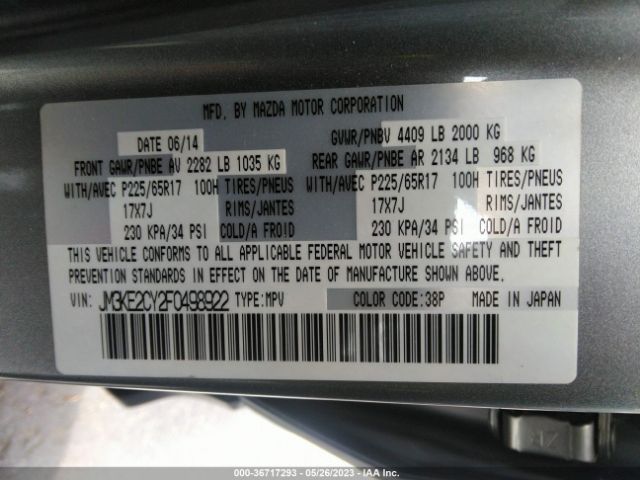 MFD. BY MAZDA MOTOR CORPORATION
DATE 06/14 GVWR/PNBV 4409 LB 2000 KG
FRONT GAWR/PNBE AV 2282 LB 1035 KG REAR GAWR/PNBE AR 2134 LB 968 KG
WITH/AVEC P225/65R17 100H TIRES/PNEUS WITH/AVEC P225/65R17 100H TIRES/PNEUS
17X7J RIMS/JANTES 17X7J RIMS/JANTES
230 KPA/34 PSI COLD/A FROID 230 KPA/34 PSI COLD/A FROID
THIS VEHICLE CONFORMS TO ALL APPLICABLE FEDERAL MOTOR VEHICLE SAFETY AND THEFT
PREVENTION STANDARDS IN EFFECT ON THE DATE OF MANUFACTURE SHOWN ABOVE.
VIN: JM3KE2CY2F0498922 TYPE:MPV COLOR CODE:38P MADE IN JAPAN
000-36717293 - 05/26/2023 - IAA Inc.